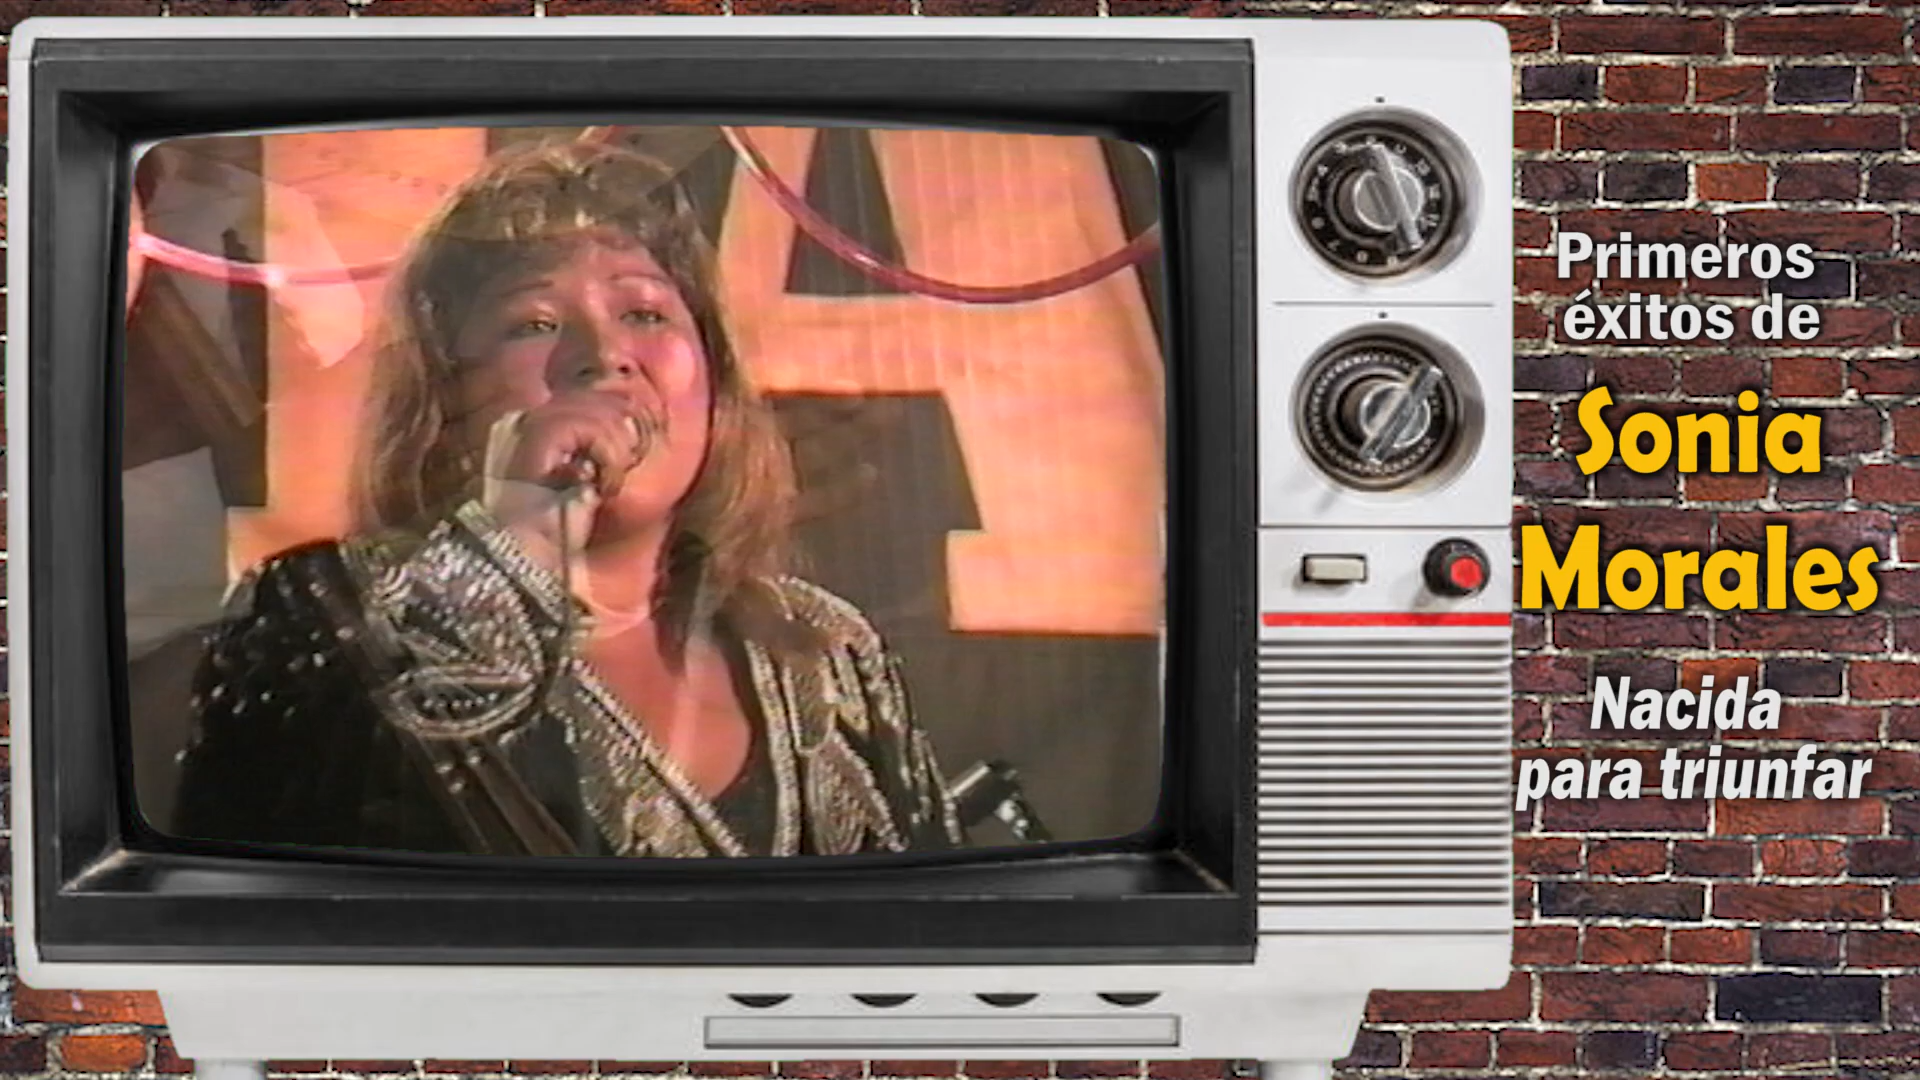 Primeros
éxitos de
Sonia
Morales
Nacida
para triunfar